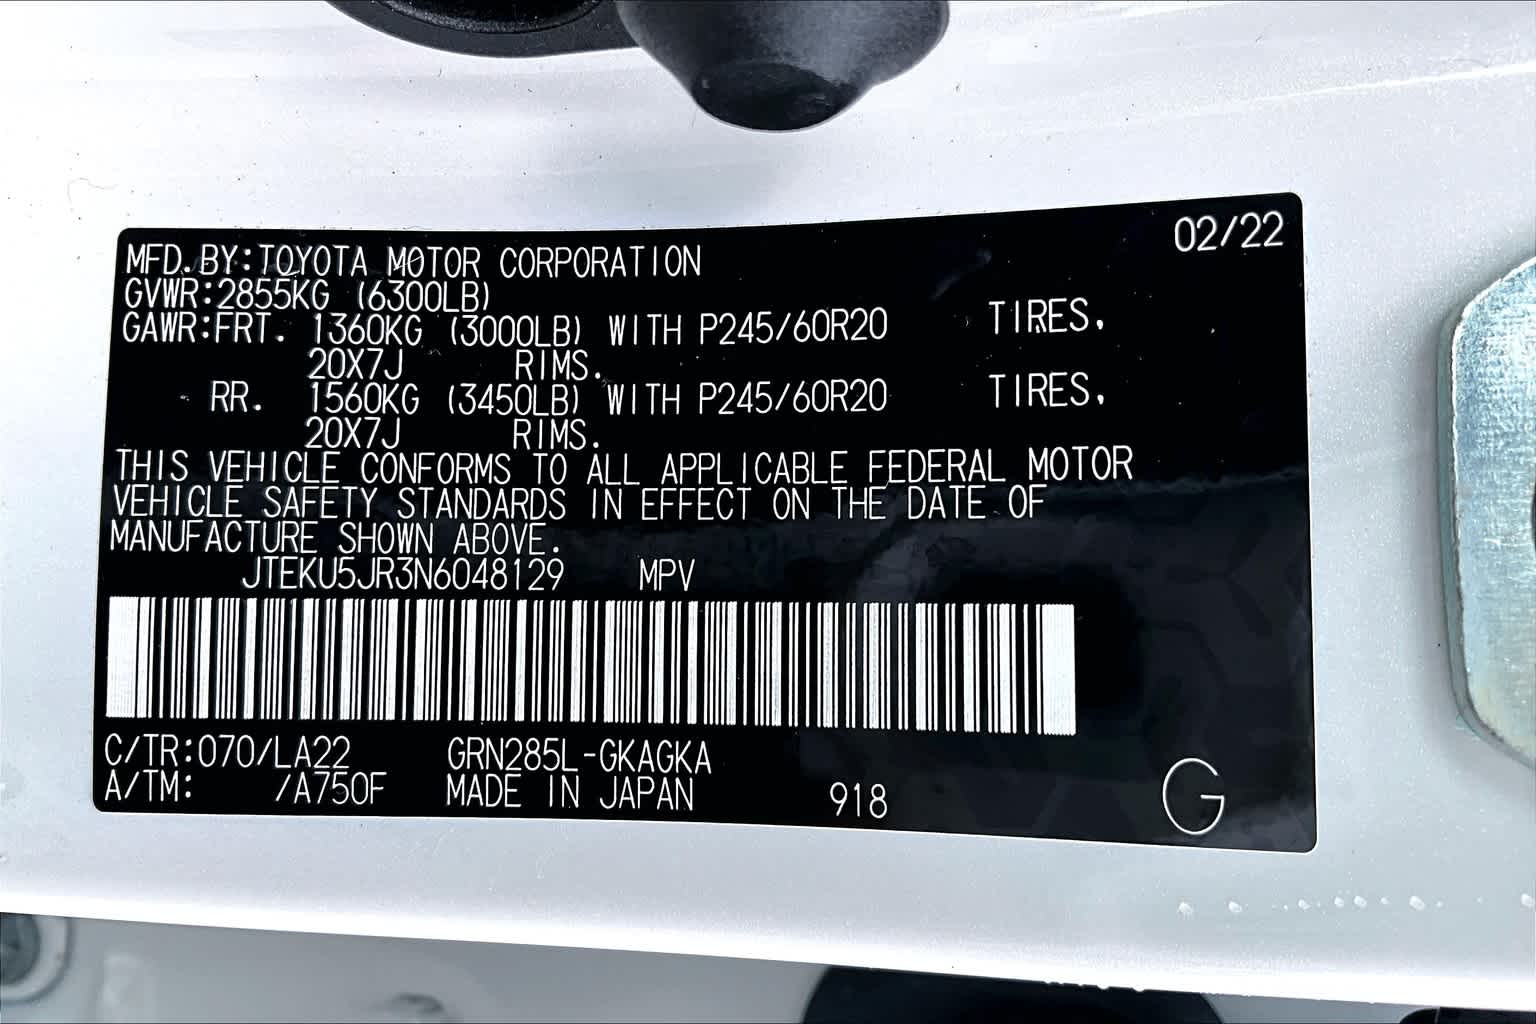 02/22
MFD.BY:TOYOTA MOTOR CORPORATION
GVWR:2855KG (6300LB)
GAWR:FRT. 1360KG (3000LB) WITH P245/60R20 TIRES.
20X7J RIMS.
RR. 1560KG (3450LB) WITH P245/60R20 TIRES.
20X7J RIMS.
THIS VEHICLE CONFORMS TO ALL APPLICABLE FEDERAL MOTOR
VEHICLE SAFETY STANDARDS IN EFFECT ON THE DATE OF
MANUFACTURE SHOWN ABOVE.
JTEKU5JR3N6048129 MPV
C/TR:070/LA22 GRN285L-GKAGKA
A/TM: /A750F MADE IN JAPAN 918 G